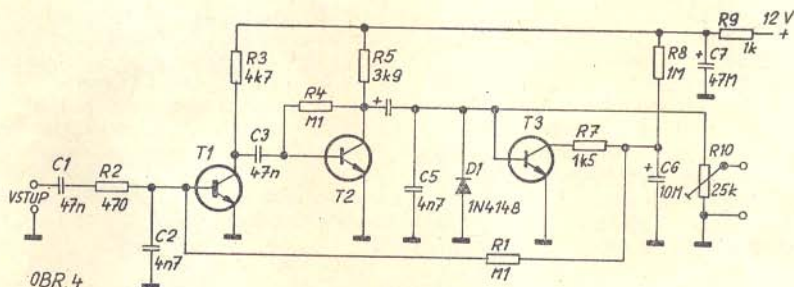 R9
12 V
+
1k
R3
4k7
R5
3k9
R8
1M
+
C7
47M
R4
M1
+
T1
C3
47n
T2
T3
R7
1k5
C1
VSTUP
47n
R2
470
C2
4n7
C5
4n7
D1
1N4148
+
C6
10M
R10
25k
R1
M1
OBR. 4